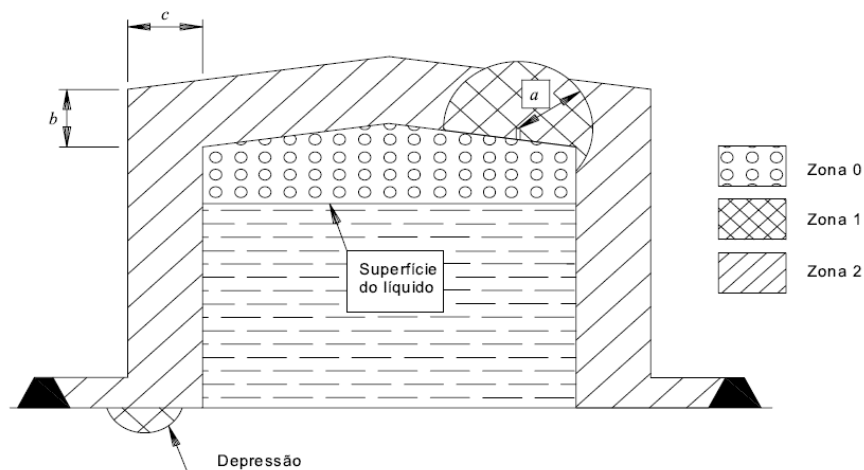 c
b
a
Zona 0
Zona 1
Zona 2
Superfície
do líquido
Depressão